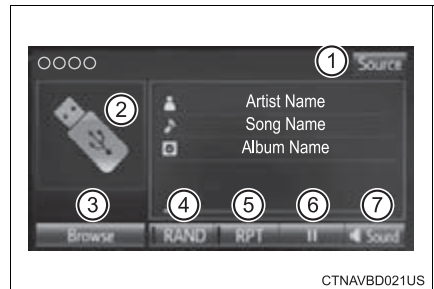 ○○○○ 1 Source
2
Artist Name
Song Name
Album Name
3 4 5 6 7
Browse RAND RPT II Sound
CTNAVBD021US